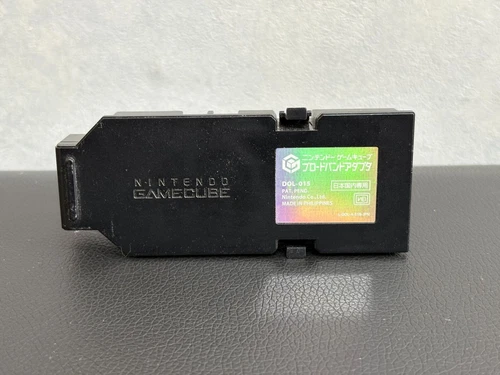 NINTENDO
GAMECUBE
ニンテンドーゲームキューブ
ブロードバンドアダプタ
DOL-015
日本国内専用
PAT. PEND.
Nintendo Co., Ltd.
MADE IN PHILIPPINES